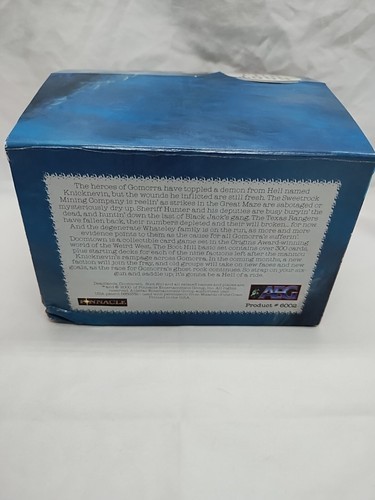 The heroes of Gomorra have toppled a demon from Hell named
Knicknevin, but the wounds he inflicted are still fresh. The Sweetrock
Mining Company is reelin' as strikes in the Great Maze are sabotaged or
mysteriously dry up. Sheriff Hunter and his deputies are busy buryin' the
dead, and huntin' down the last of Black Jack's gang. The Texas Rangers
have fallen back, their numbers depleted and their will broken. For
And the degenerate Whateley family is on the run, as more and more
evidence points to them as the cause for all Gomorra's sufferin'.
Doomtown is a collectible card game set in the Origins Award-winning
world of the Weird West. The Boot Hill base set contains over 300 cards,
plus starting decks for each of the nine factions left after the manitou
Knicknevin's rampage across Gomorra. In the coming months, a new
faction will join the fray, and old groups will take on new faces and new
goals, as the race for Gomorra's ghost rock continues. So strap on your six
gun and saddle up. It's gonna be a Hell of a ride.
PINNACLE
AEG
Product # 6002